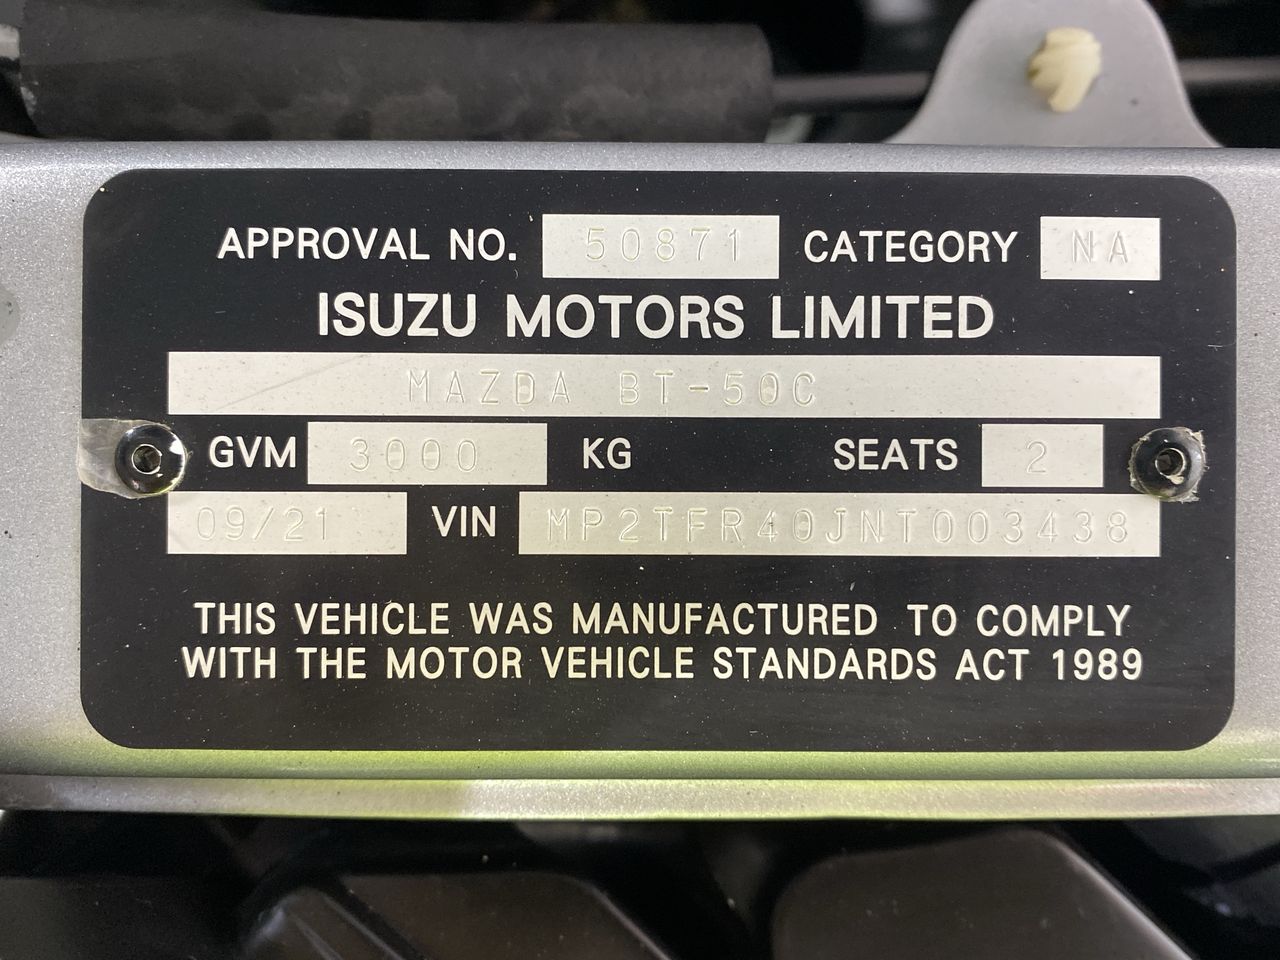 APPROVAL NO. 50871 CATEGORY NA
ISUZU MOTORS LIMITED
MAZDA BT-50C
GVM 3000 KG SEATS 2
09/21 VIN MP2TFR40JNT003438
THIS VEHICLE WAS MANUFACTURED TO COMPLY
WITH THE MOTOR VEHICLE STANDARDS ACT 1989